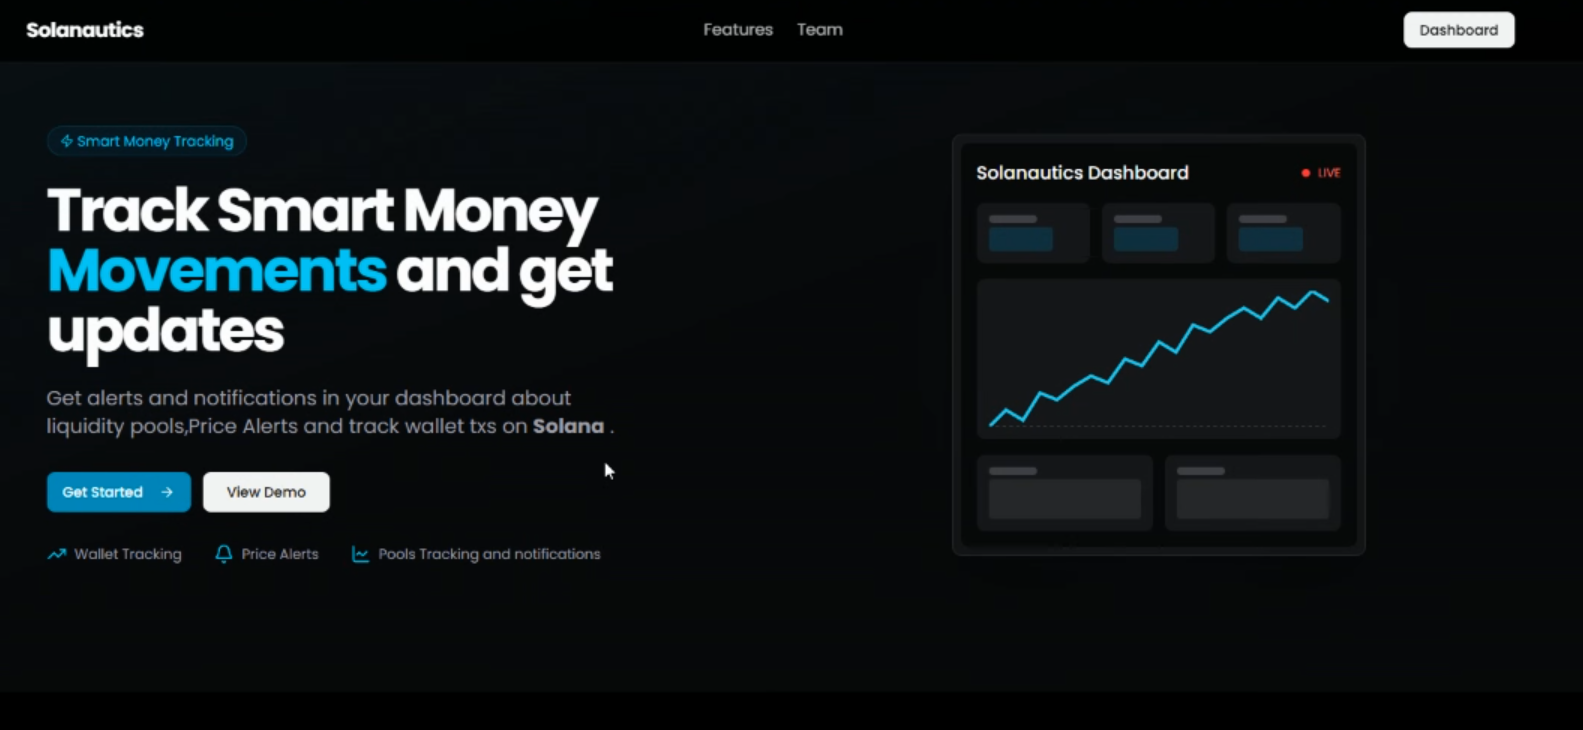 Solanautics
Features
Team
Dashboard
Smart Money Tracking
Track Smart Money
Movements and get
updates
Get alerts and notifications in your dashboard about
liquidity pools,Price Alerts and track wallet txs on Solana .
Get Started
View Demo
Wallet Tracking
Price Alerts
Pools Tracking and notifications
Solanautics Dashboard
LIVE